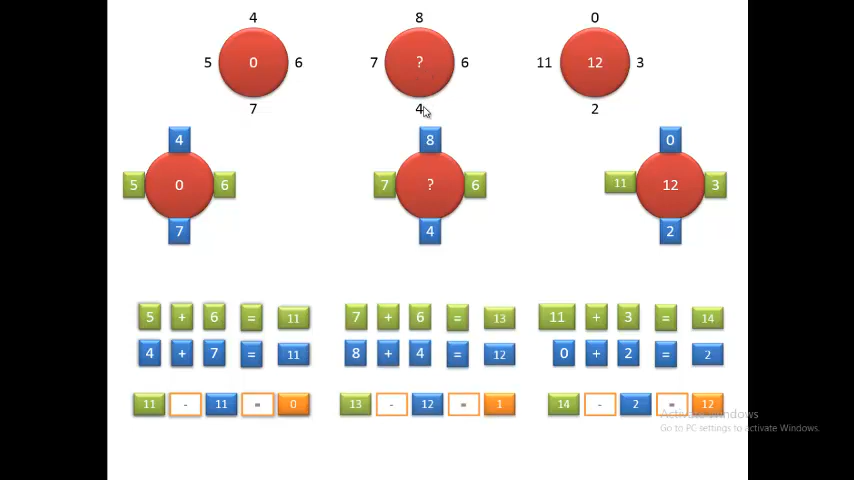 4 8 0
5 0 6 7 ? 6 11 12 3
7 4 2
4 8 0
5 0 6 7 ? 6 11 12 3
7 4 2
5 + 6 = 11 7 + 6 = 13 11 + 3 = 14
4 + 7 = 11 8 + 4 = 12 0 + 2 = 2
11 - 11 = 0 13 - 12 = 1 14 - 2 = 12
Activate Windows
Go to PC settings to activate Windows.